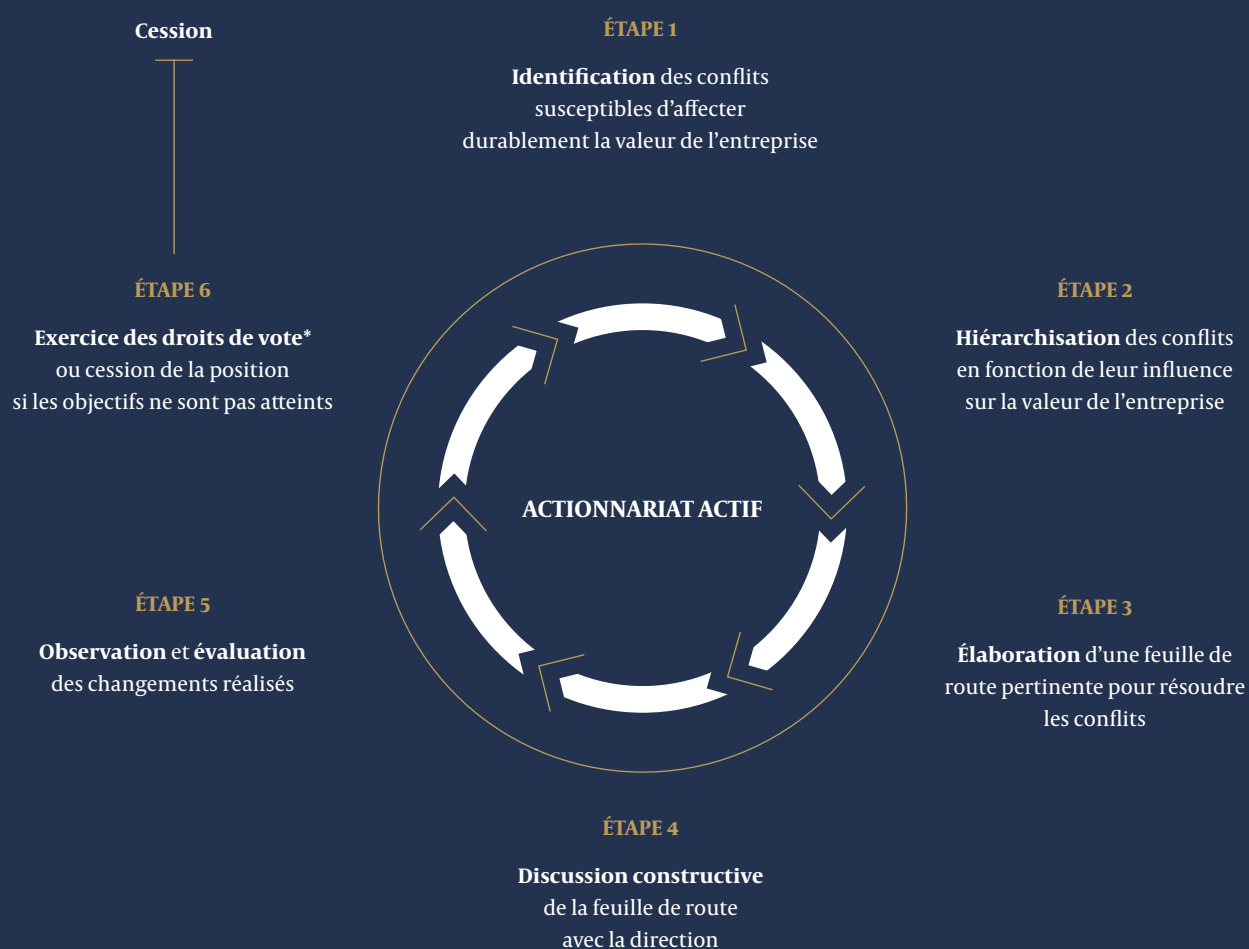 Cession
ÉTAPE 1
Identification des conflits
susceptibles d'affecter
durablement la valeur de l'entreprise
ÉTAPE 2
Hiérarchisation des conflits
en fonction de leur influence
sur la valeur de l'entreprise
ÉTAPE 3
Élaboration d'une feuille de
route pertinente pour résoudre
les conflits
ÉTAPE 4
Discussion constructive
de la feuille de route
avec la direction
ÉTAPE 5
Observation et évaluation
des changements réalisés
ÉTAPE 6
Exercice des droits de vote*
ou cession de la position
si les objectifs ne sont pas atteints
ACTIONNARIAT ACTIF